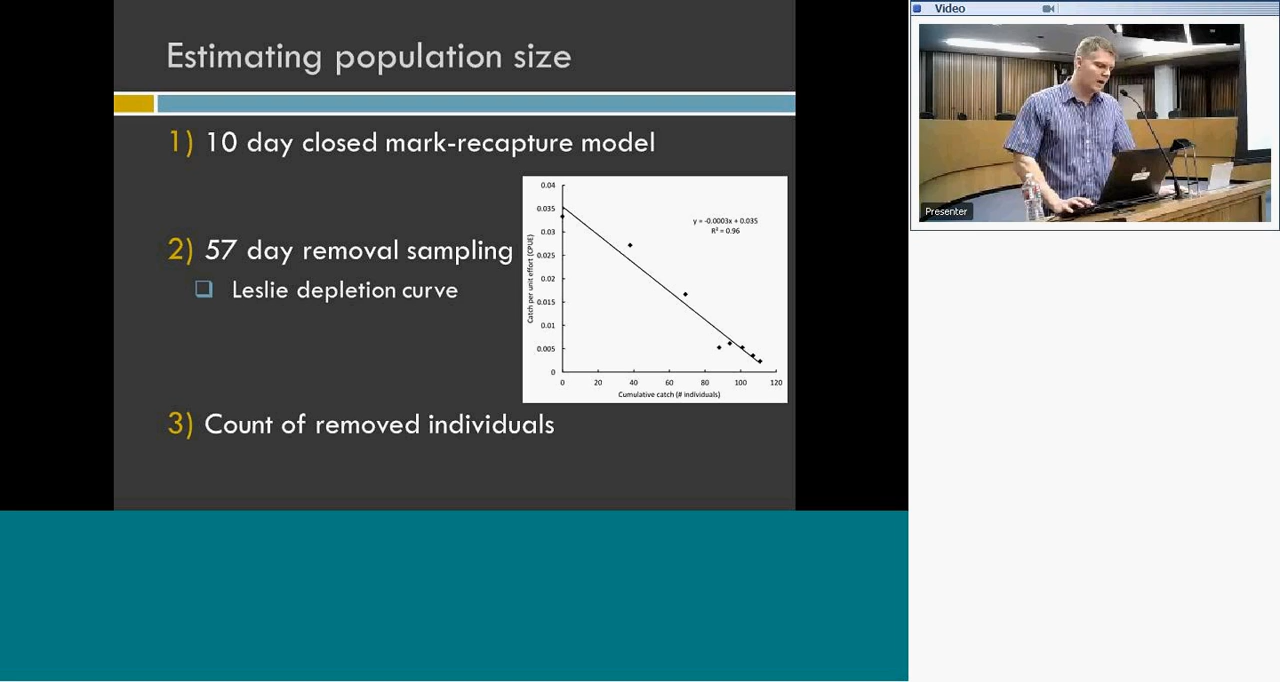 Estimating population size
1) 10 day closed mark-recapture model
2) 57 day removal sampling
Leslie depletion curve
0.04
0.035
0.03
0.025
0.02
0.015
0.01
0.005
0
Catch per unit effort (CPUE)
y = -0.0003x + 0.035
R² = 0.96
0 20 40 60 80 100 120
Cumulative catch (# individuals)
3) Count of removed individuals
Video
Presenter